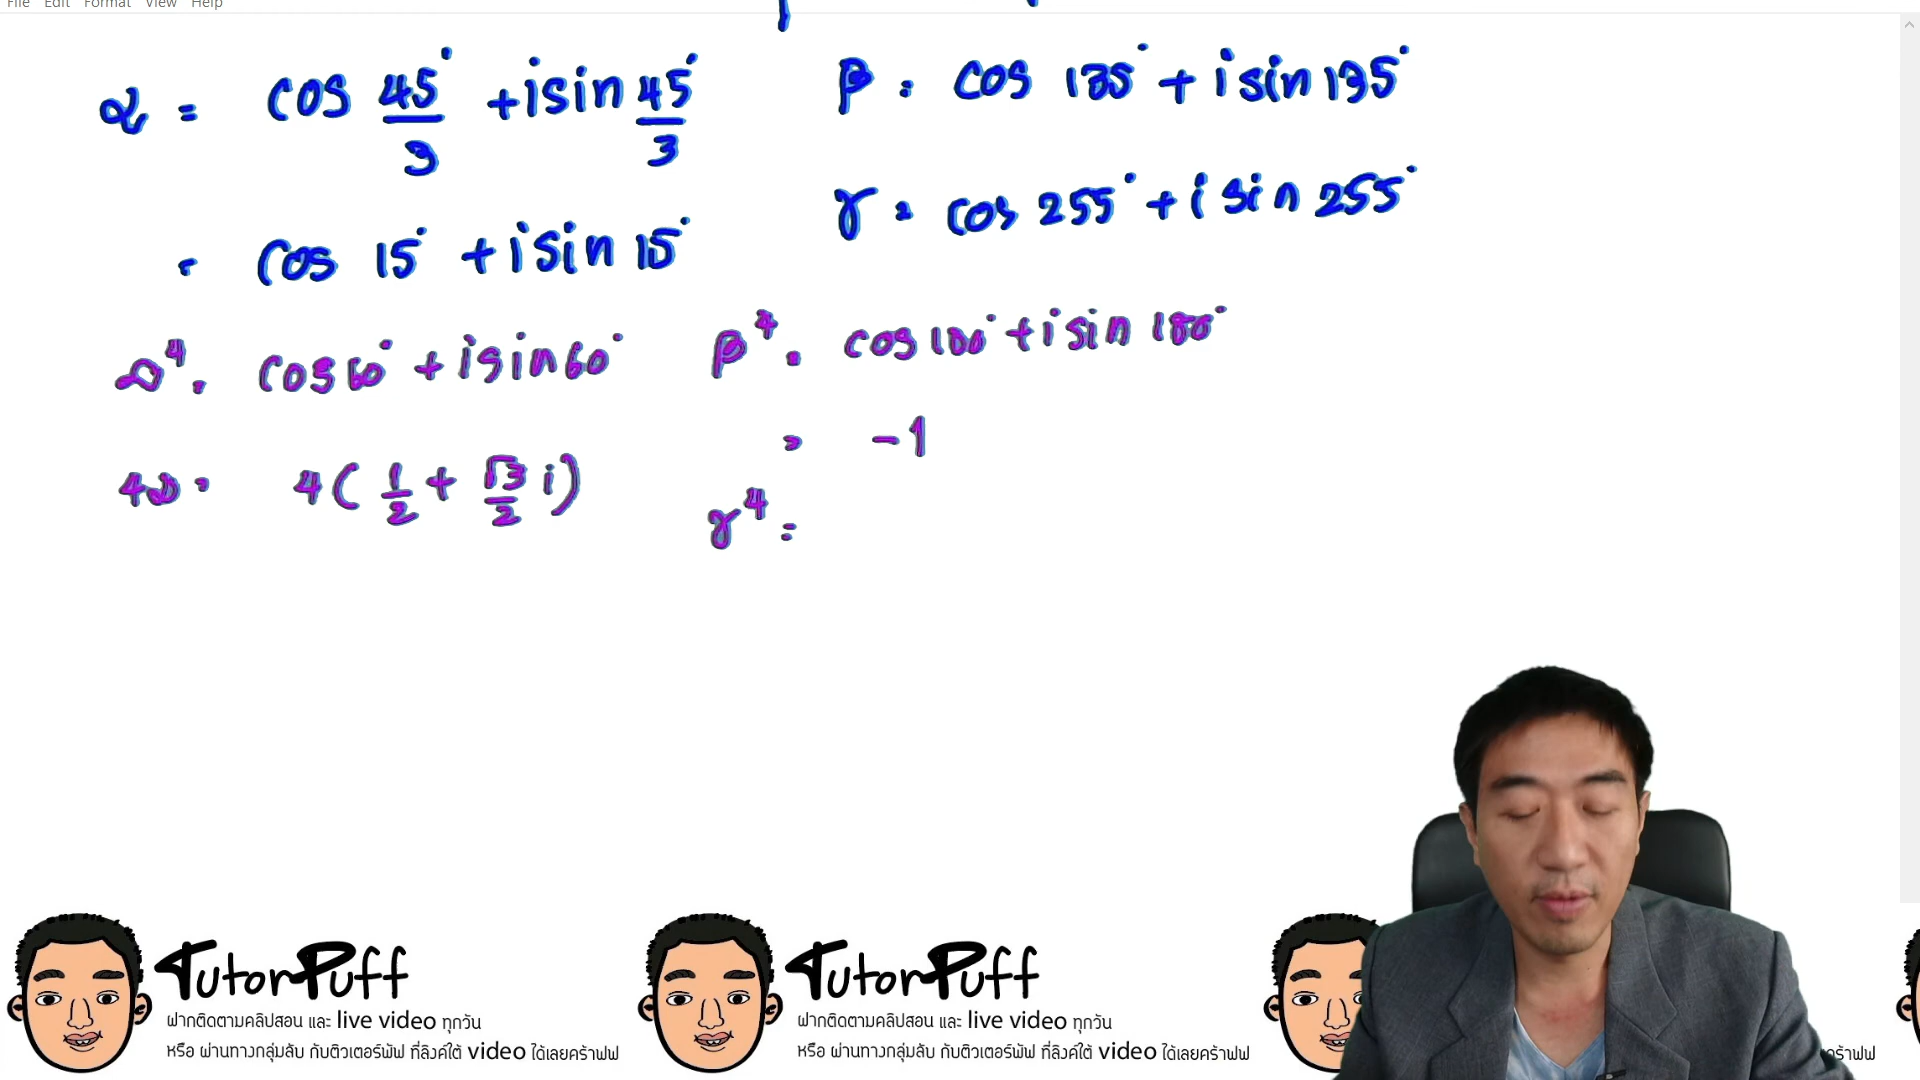 File Edit Format View Help
α = cos 45°/3 + i sin 45°/3
= cos 15° + i sin 15°
β = cos 135° + i sin 135°
γ = cos 255° + i sin 255°
α⁴ = cos 60° + i sin 60°
4α = 4(1/2 + √3/2 i)
β⁴ = cos 180° + i sin 180°
= -1
γ⁴ =
TutorPuff
ฝากติดตามคลิปสอน และ live video ทุกวัน
หรือ ผ่านทางกลุ่มลับ กับติวเตอร์พัฟ ที่ลิงค์ใต้ video ได้เลยคร้าฟฟ
TutorPuff
ฝากติดตามคลิปสอน และ live video ทุกวัน
หรือ ผ่านทางกลุ่มลับ กับติวเตอร์พัฟ ที่ลิงค์ใต้ video ได้เลยคร้าฟฟ